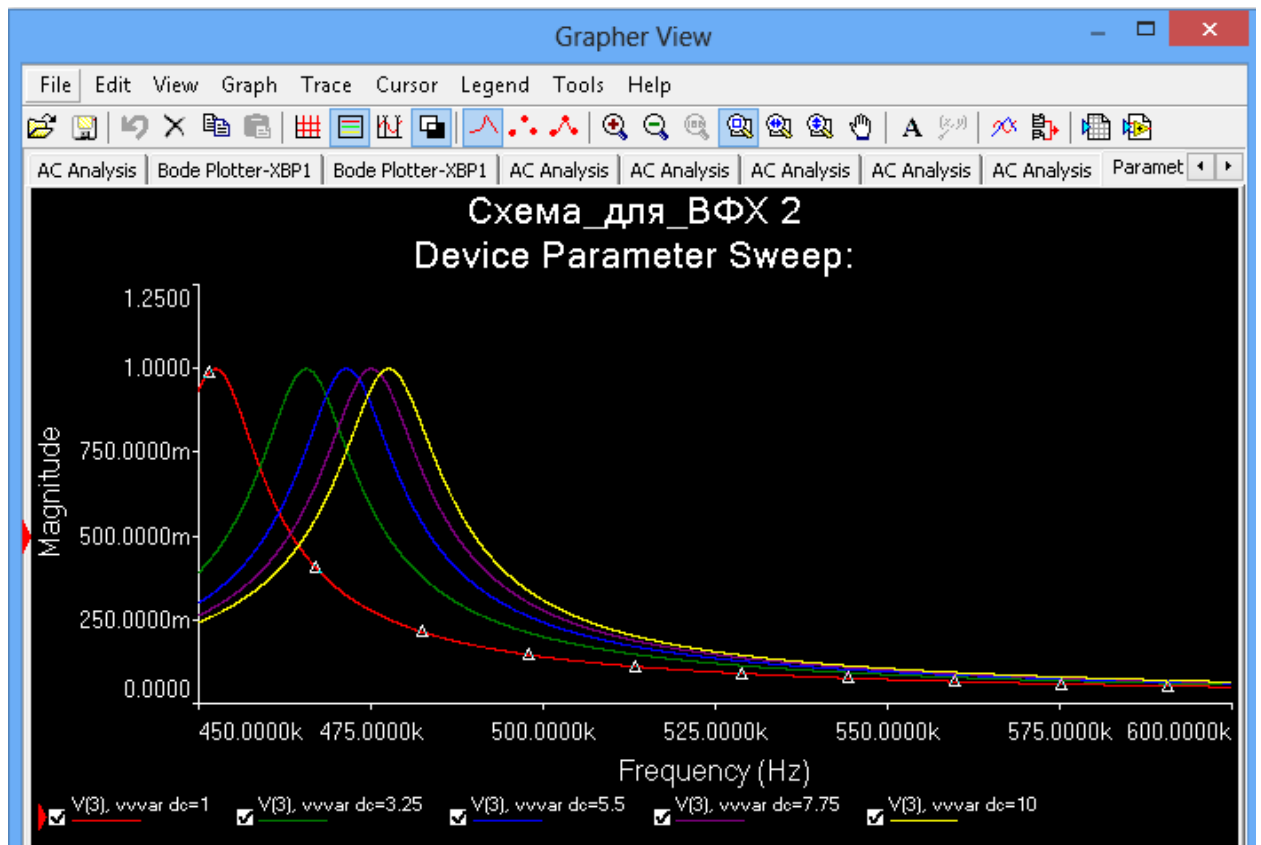 Grapher View
File Edit View Graph Trace Cursor Legend Tools Help
AC Analysis Bode Plotter-XBP1 Bode Plotter-XBP1 AC Analysis AC Analysis AC Analysis AC Analysis AC Analysis Paramet
Схема_для_ВФХ 2
Device Parameter Sweep:
1.2500
1.0000
750.0000m
500.0000m
250.0000m
0.0000
Magnitude
450.0000k 475.0000k 500.0000k 525.0000k 550.0000k 575.0000k 600.0000k
Frequency (Hz)
V(3), vvvar dc=1 V(3), vvvar dc=3.25 V(3), vvvar dc=5.5 V(3), vvvar dc=7.75 V(3), vvvar dc=10